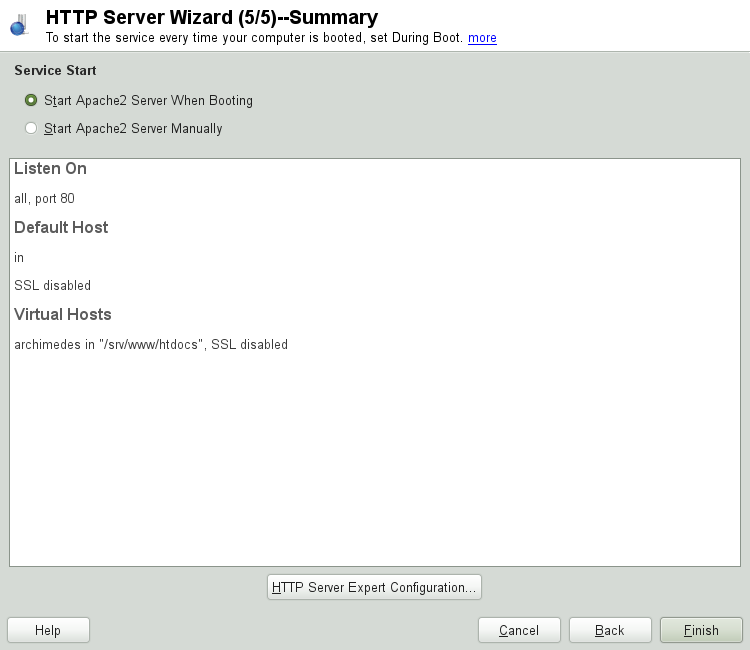 HTTP Server Wizard (5/5)--Summary
To start the service every time your computer is booted, set During Boot. more
Service Start
Start Apache2 Server When Booting
Start Apache2 Server Manually
Listen On
all, port 80
Default Host
in
SSL disabled
Virtual Hosts
archimedes in "/srv/www/htdocs", SSL disabled
HTTP Server Expert Configuration...
Help
Cancel
Back
Finish